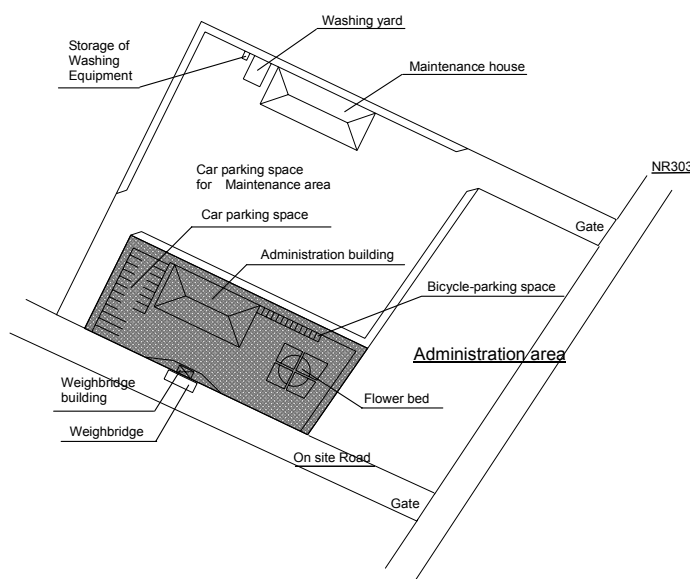 Washing yard
Storage of
Washing
Equipment
Maintenance house
NR303
Car parking space
for Maintenance area
Car parking space
Gate
Administration building
Bicycle-parking space
Administration area
Weighbridge
building
Flower bed
Weighbridge
On site Road
Gate